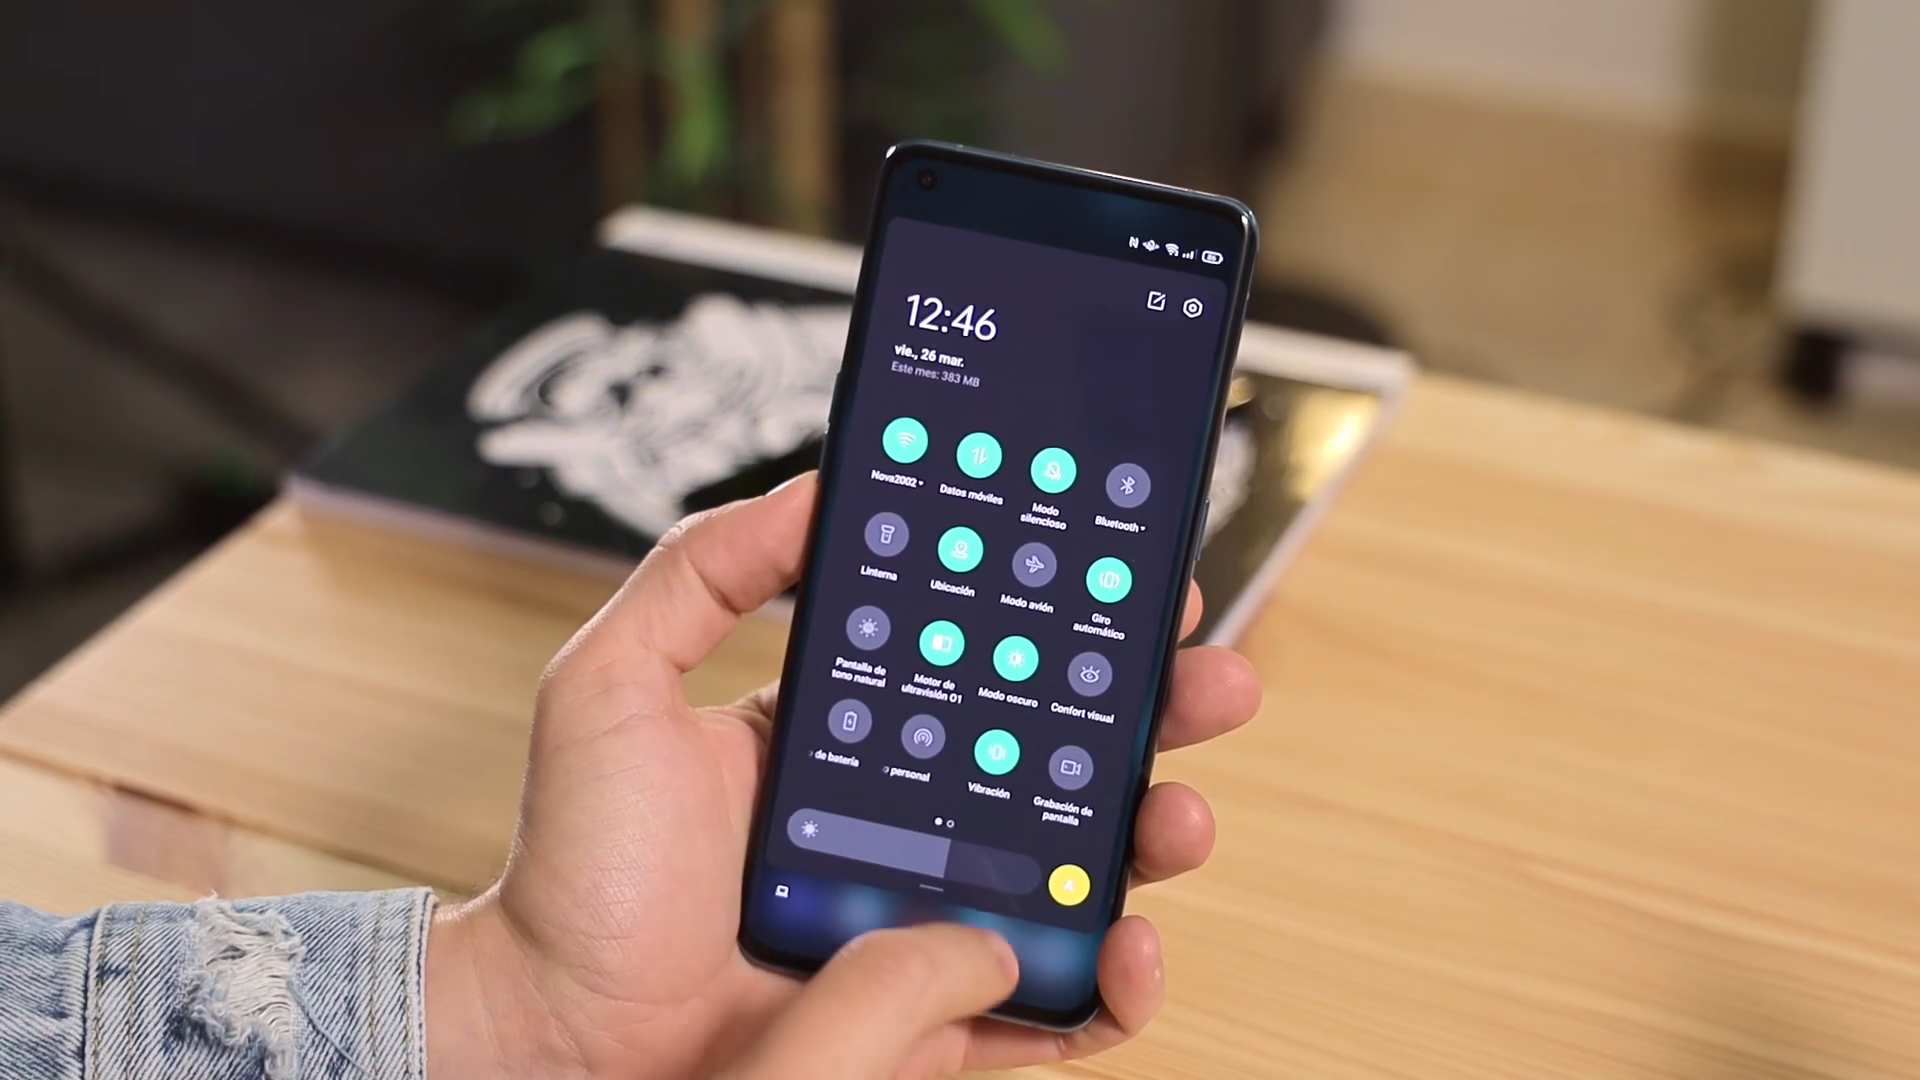 86
12:46
vie., 26 mar.
Este mes: 383 MB
Nova2002
Datos móviles
Modo
silencioso
Bluetooth
Linterna
Ubicación
Modo avión
Giro
automático
Pantalla de
tono natural
Motor de
ultravisión O1
Modo oscuro
Confort visual
de batería
personal
Vibración
Grabación de
pantalla
A